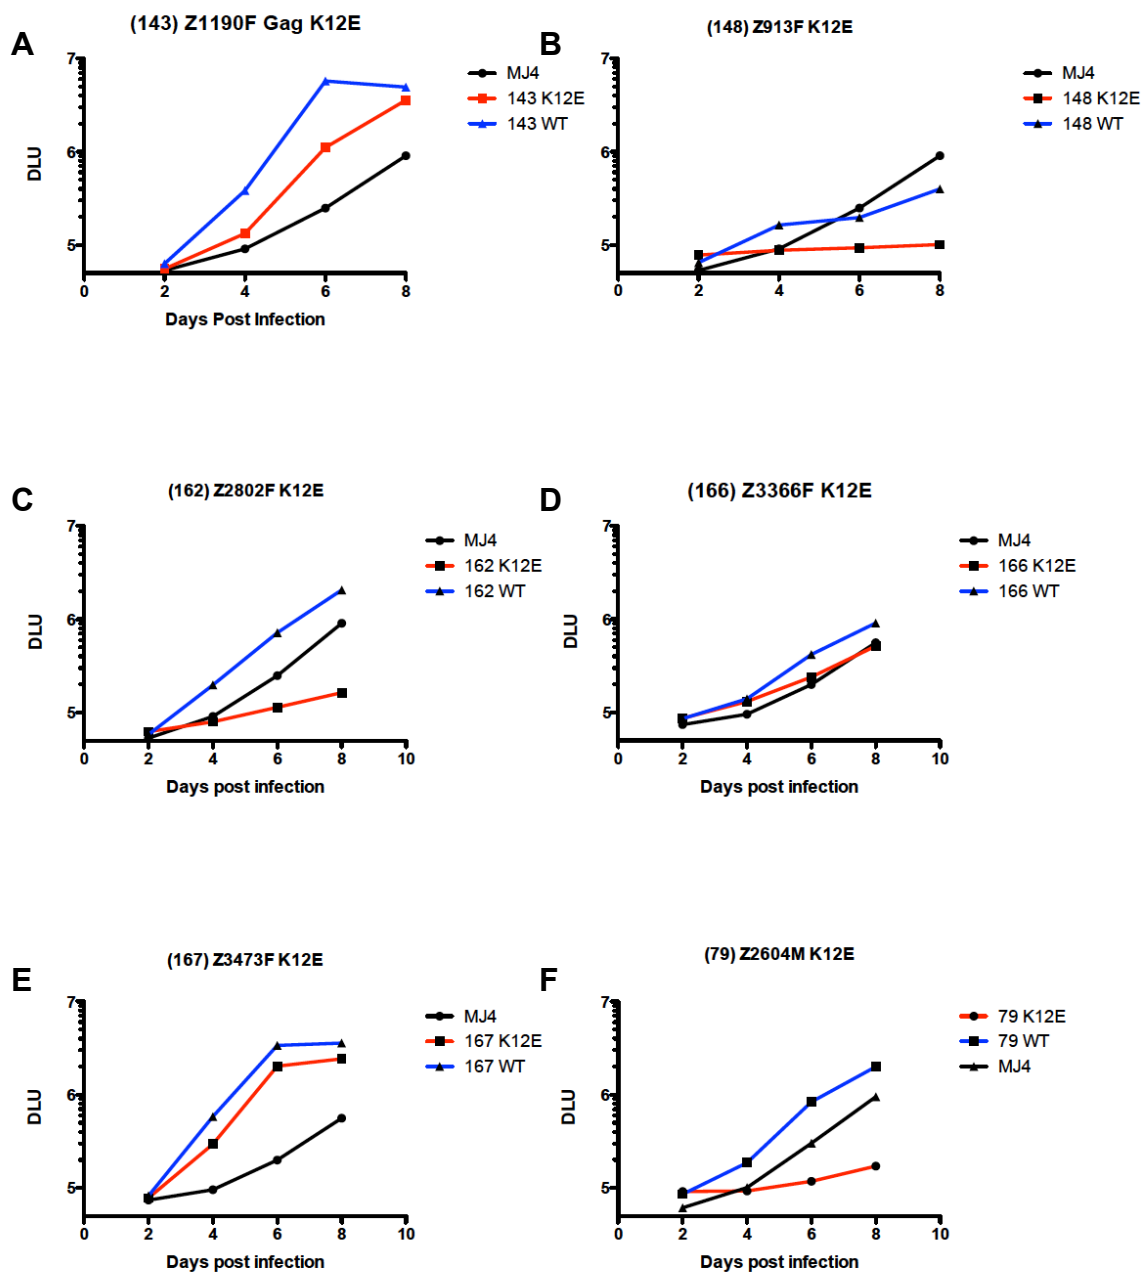 A
(143) Z1190F Gag K12E
7
6
5
DLU
0 2 4 6 8
Days Post Infection
MJ4
143 K12E
143 WT
B
(148) Z913F K12E
7
6
5
DLU
0 2 4 6 8
MJ4
148 K12E
148 WT
C
(162) Z2802F K12E
7
6
5
DLU
0 2 4 6 8 10
Days post infection
MJ4
162 K12E
162 WT
D
(166) Z3366F K12E
7
6
5
DLU
0 2 4 6 8 10
Days post infection
MJ4
166 K12E
166 WT
E
(167) Z3473F K12E
7
6
5
DLU
0 2 4 6 8 10
Days post infection
MJ4
167 K12E
167 WT
F
(79) Z2604M K12E
7
6
5
DLU
0 2 4 6 8 10
Days post infection
79 K12E
79 WT
MJ4